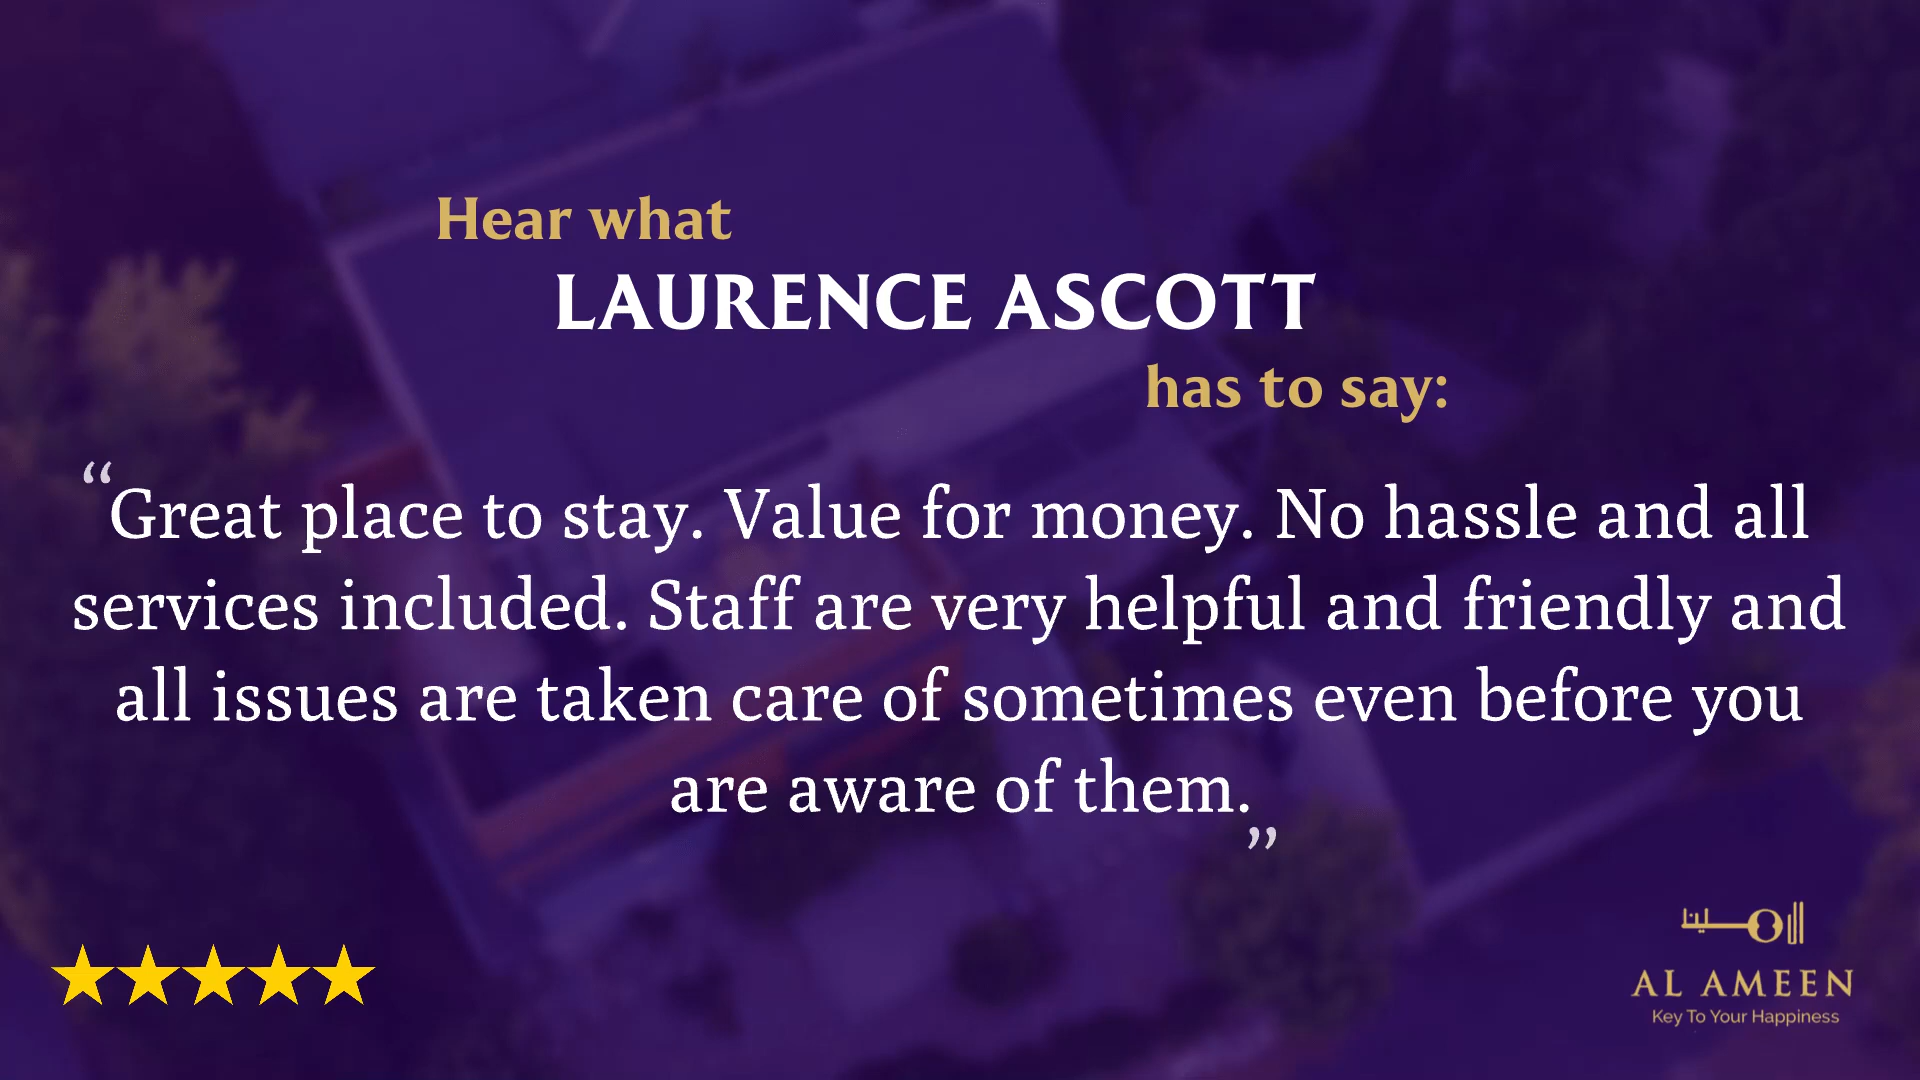 Hear what
LAURENCE ASCOTT
has to say:
“Great place to stay. Value for money. No hassle and all
services included. Staff are very helpful and friendly and
all issues are taken care of sometimes even before you
are aware of them.”
AL AMEEN
Key To Your Happiness